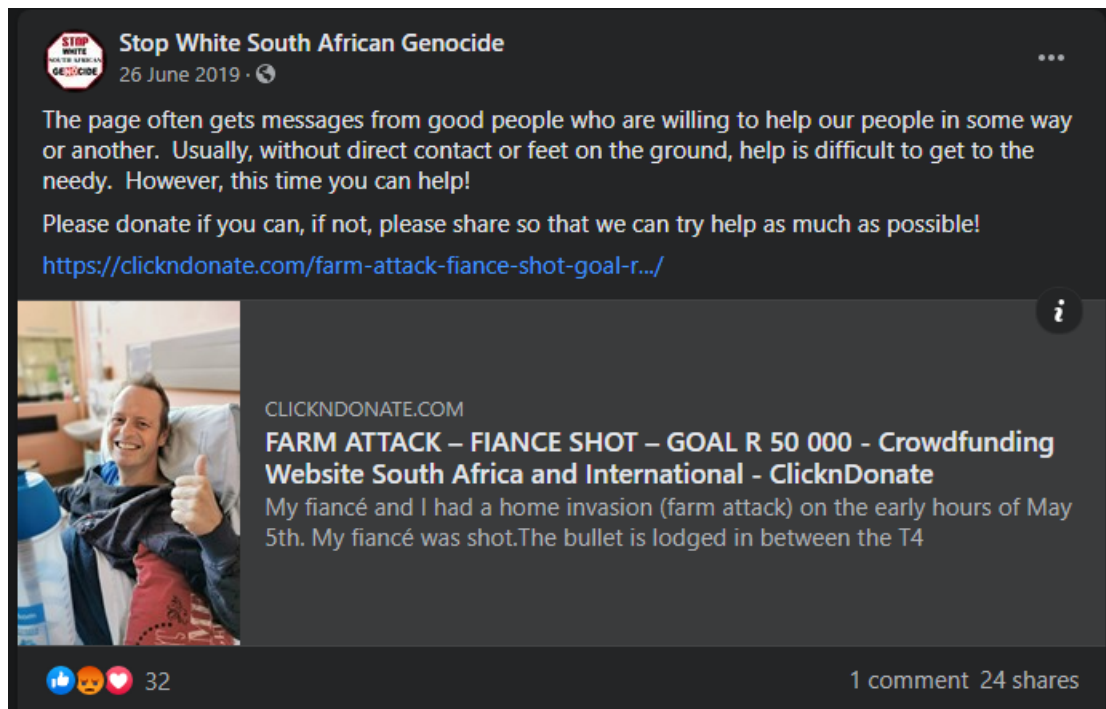 STOP
WHITE
SOUTH AFRICAN
GENOCIDE
Stop White South African Genocide
26 June 2019 ·
The page often gets messages from good people who are willing to help our people in some way
or another.  Usually, without direct contact or feet on the ground, help is difficult to get to the
needy.  However, this time you can help!
Please donate if you can, if not, please share so that we can try help as much as possible!
https://clickndonate.com/farm-attack-fiance-shot-goal-r.../
i
CLICKNDONATE.COM
FARM ATTACK – FIANCE SHOT – GOAL R 50 000 - Crowdfunding
Website South Africa and International - ClicknDonate
My fiancé and I had a home invasion (farm attack) on the early hours of May
5th. My fiancé was shot.The bullet is lodged in between the T4
32
1 comment 24 shares